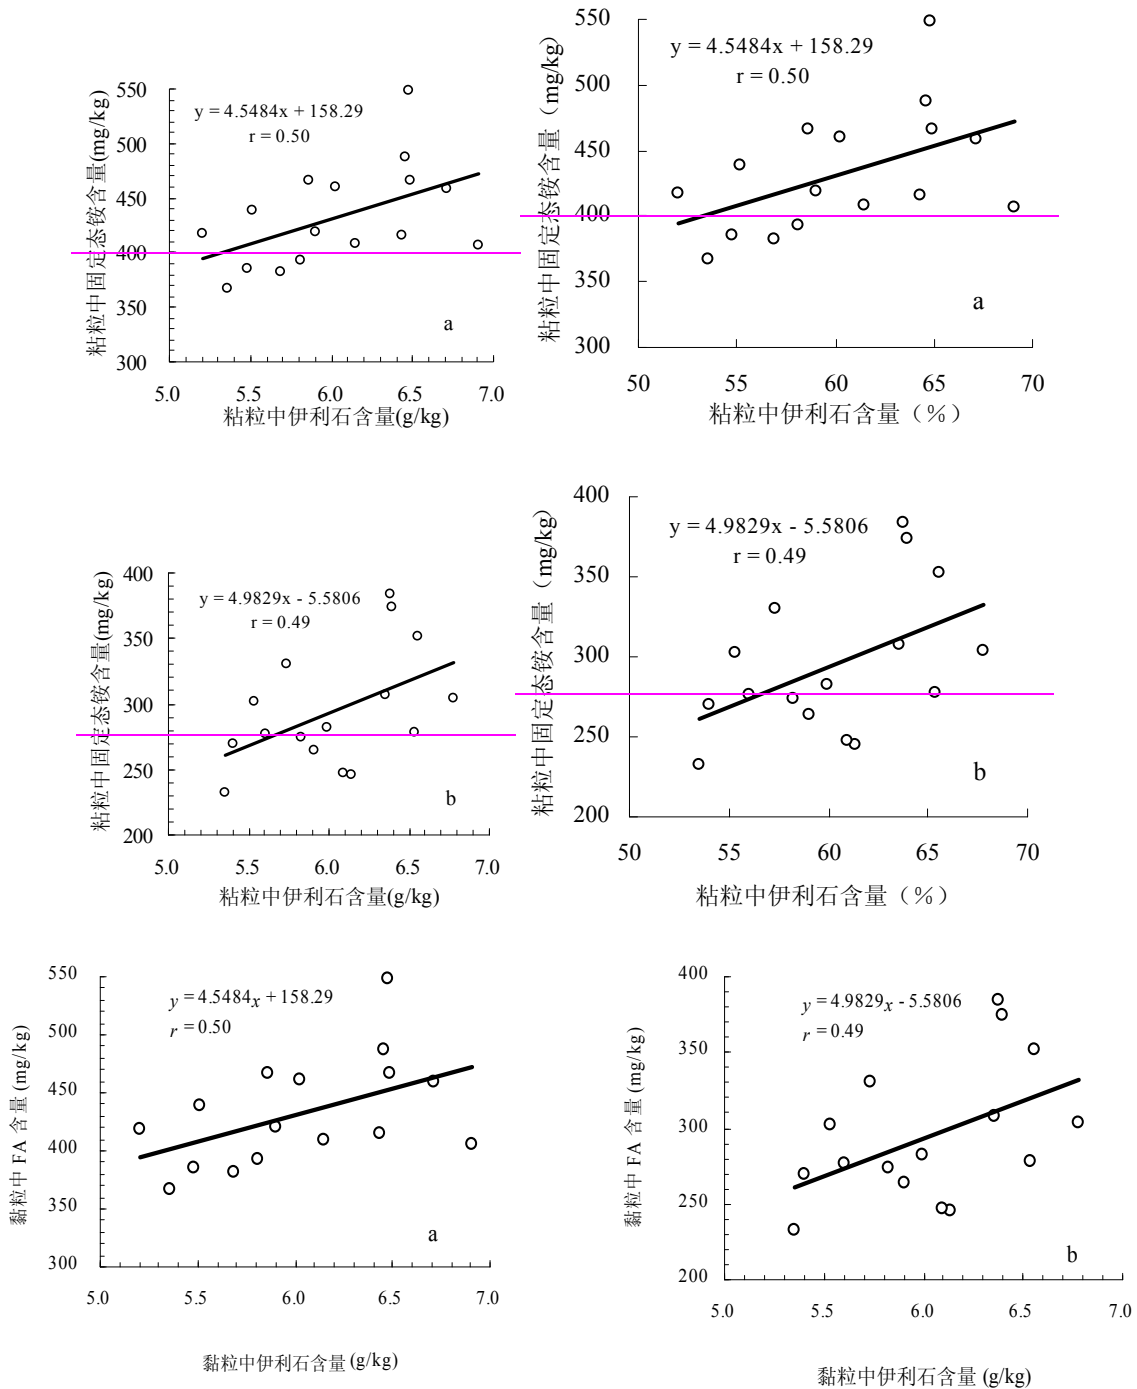 粘粒中固定态铵含量(mg/kg)
550
500
450
400
350
300
y = 4.5484x + 158.29
r = 0.50
a
5.0
5.5
6.0
6.5
7.0
粘粒中伊利石含量(g/kg)
粘粒中固定态铵含量（mg/kg）
550
500
450
400
350
300
y = 4.5484x + 158.29
r = 0.50
a
50
55
60
65
70
粘粒中伊利石含量（%）
粘粒中固定态铵含量(mg/kg)
400
350
300
250
200
y = 4.9829x - 5.5806
r = 0.49
b
5.0
5.5
6.0
6.5
7.0
粘粒中伊利石含量(g/kg)
粘粒中固定态铵含量（mg/kg）
400
350
300
250
200
y = 4.9829x - 5.5806
r = 0.49
b
50
55
60
65
70
粘粒中伊利石含量（%）
黏粒中 FA 含量 (mg/kg)
550
500
450
400
350
300
y = 4.5484x + 158.29
r = 0.50
a
5.0
5.5
6.0
6.5
7.0
黏粒中伊利石含量 (g/kg)
黏粒中 FA 含量 (mg/kg)
400
350
300
250
200
y = 4.9829x - 5.5806
r = 0.49
b
5.0
5.5
6.0
6.5
7.0
黏粒中伊利石含量 (g/kg)